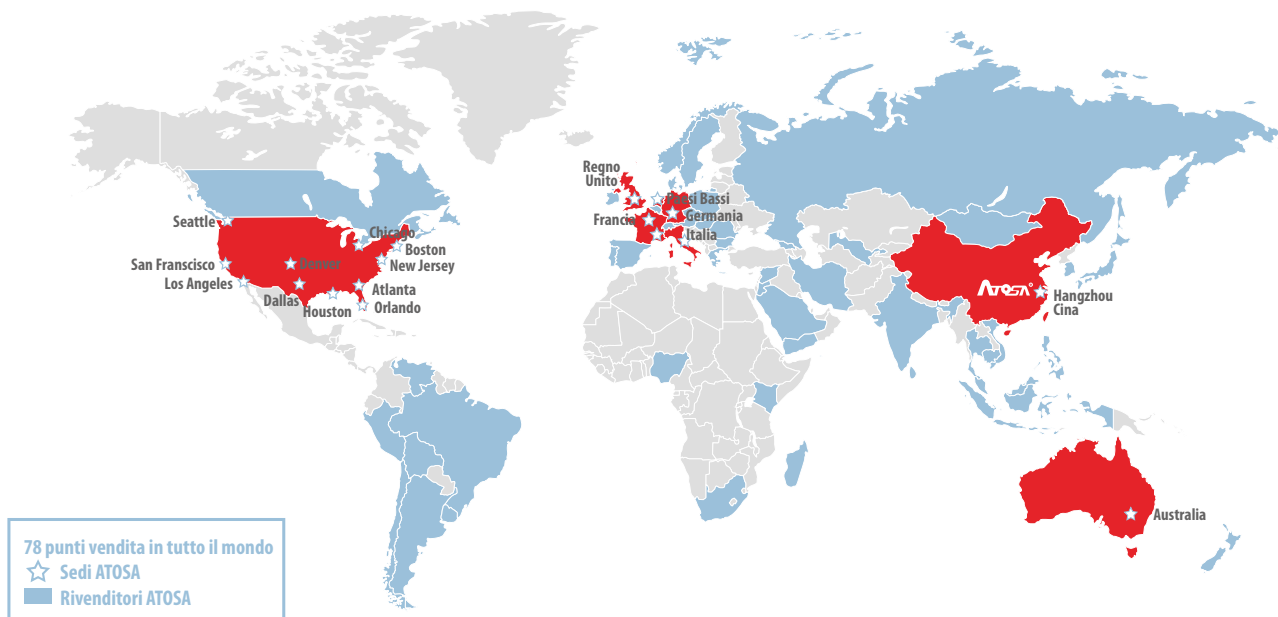 Regno
Unito
Paesi Bassi
Francia
Germania
Italia
Seattle
Chicago
Boston
San Franscisco
Denver
New Jersey
Los Angeles
Dallas
Atlanta
Houston
Orlando
ATOSA®
Hangzhou
Cina
Australia
78 punti vendita in tutto il mondo
Sedi ATOSA
Rivenditori ATOSA